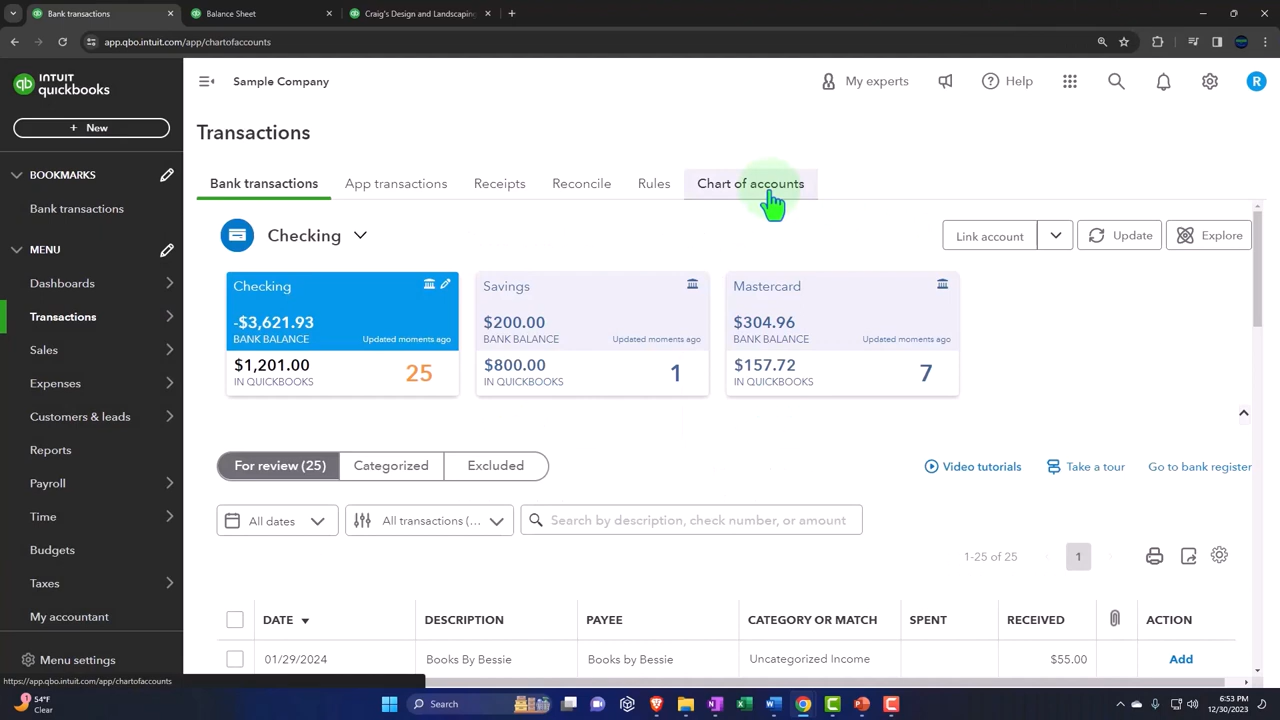 Bank transactions
Balance Sheet
Craig's Design and Landscaping
app.qbo.intuit.com/app/chartofaccounts
INTUIT
quickbooks
Sample Company
My experts
Help
R
+ New
Transactions
BOOKMARKS
Bank transactions
App transactions
Receipts
Reconcile
Rules
Chart of accounts
Bank transactions
MENU
Checking
Link account
Update
Explore
Dashboards
Transactions
Sales
Expenses
Customers & leads
Reports
Payroll
Time
Budgets
Taxes
My accountant
Menu settings
Checking
-$3,621.93
BANK BALANCE
Updated moments ago
$1,201.00
IN QUICKBOOKS
25
Savings
$200.00
BANK BALANCE
Updated moments ago
$800.00
IN QUICKBOOKS
1
Mastercard
$304.96
BANK BALANCE
Updated moments ago
$157.72
IN QUICKBOOKS
7
For review (25)
Categorized
Excluded
Video tutorials
Take a tour
Go to bank register
All dates
All transactions (...
Search by description, check number, or amount
1-25 of 25
1
DATE
DESCRIPTION
PAYEE
CATEGORY OR MATCH
SPENT
RECEIVED
ACTION
01/29/2024
Books By Bessie
Books by Bessie
Uncategorized Income
$55.00
Add
https://app.qbo.intuit.com/app/chartofaccounts
54°F
Clear
Search
6:53 PM
12/30/2023